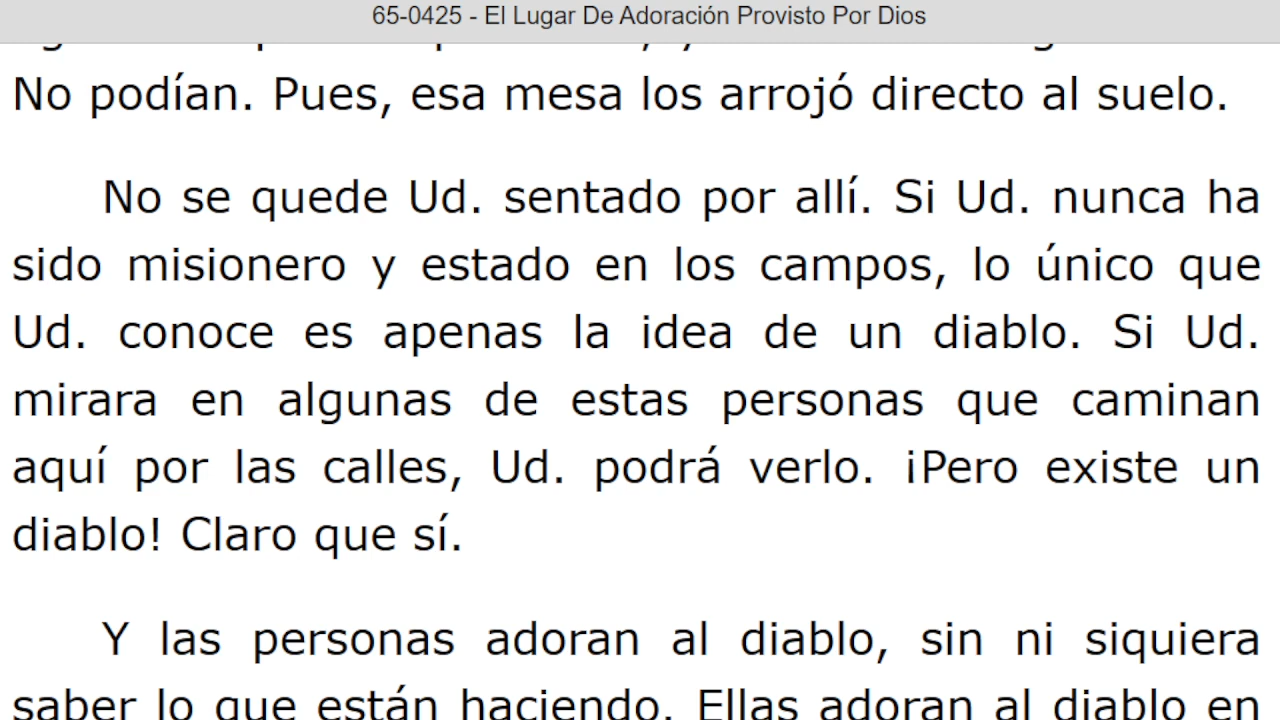 65-0425 - El Lugar De Adoración Provisto Por Dios
No podían. Pues, esa mesa los arrojó directo al suelo.
No se quede Ud. sentado por allí. Si Ud. nunca ha
sido misionero y estado en los campos, lo único que
Ud. conoce es apenas la idea de un diablo. Si Ud.
mirara en algunas de estas personas que caminan
aquí por las calles, Ud. podrá verlo. ¡Pero existe un
diablo! Claro que sí.
Y las personas adoran al diablo, sin ni siquiera
saber lo que están haciendo. Ellas adoran al diablo en